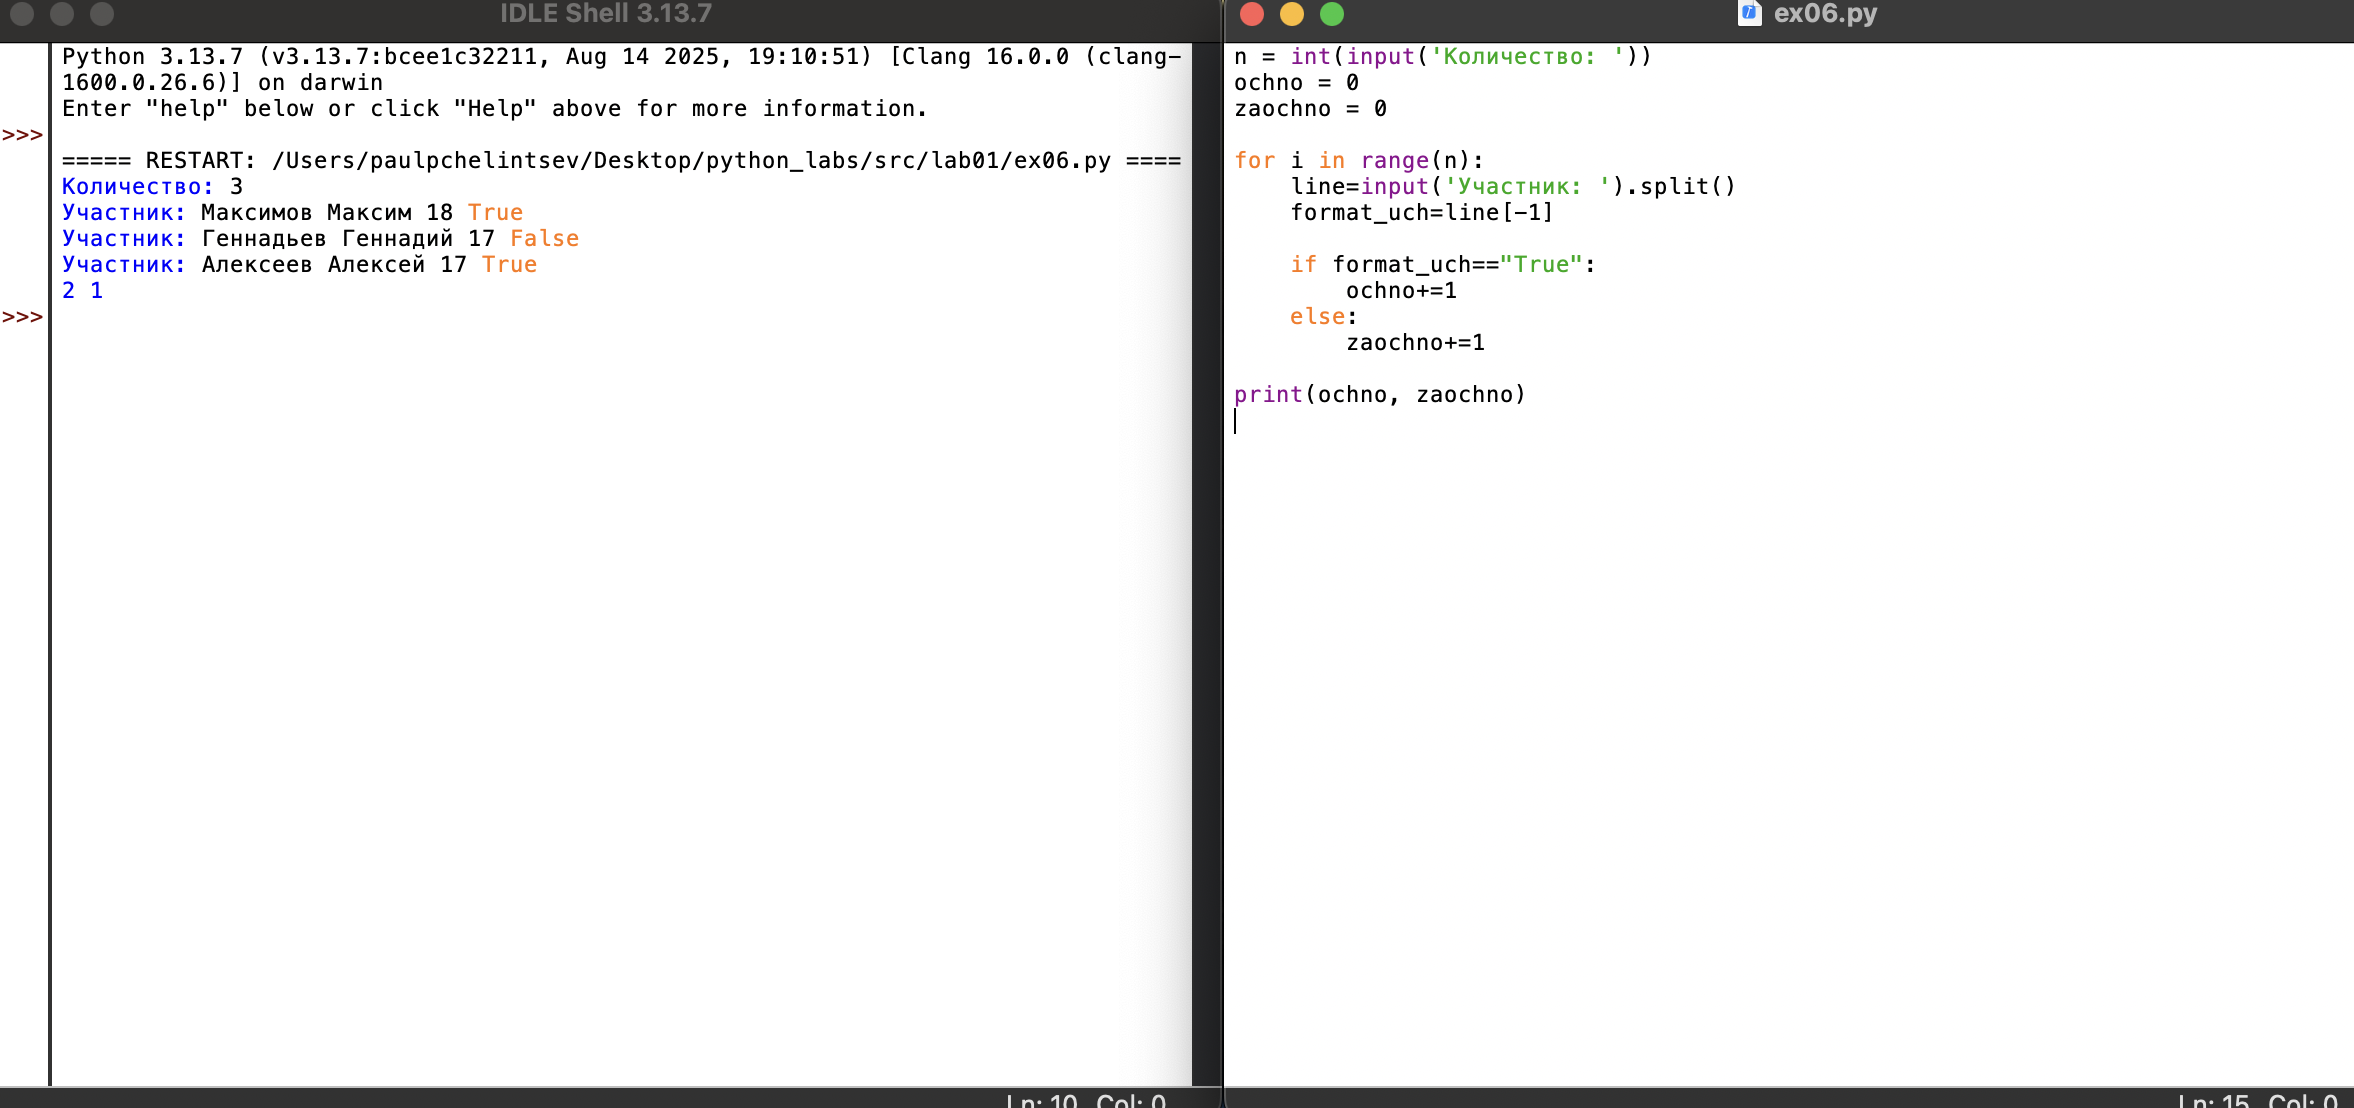 IDLE Shell 3.13.7
Python 3.13.7 (v3.13.7:bcee1c32211, Aug 14 2025, 19:10:51) [Clang 16.0.0 (clang-
1600.0.26.6)] on darwin
Enter "help" below or click "Help" above for more information.
>>>
===== RESTART: /Users/paulpchelintsev/Desktop/python_labs/src/lab01/ex06.py ====
Количество: 3
Участник: Максимов Максим 18 True
Участник: Геннадьев Геннадий 17 False
Участник: Алексеев Алексей 17 True
2 1
>>>
Ln: 10 Col: 0
ex06.py
n = int(input('Количество: '))
ochno = 0
zaochno = 0
for i in range(n):
    line=input('Участник: ').split()
    format_uch=line[-1]
    if format_uch=="True":
        ochno+=1
    else:
        zaochno+=1
print(ochno, zaochno)
Ln: 15 Col: 0